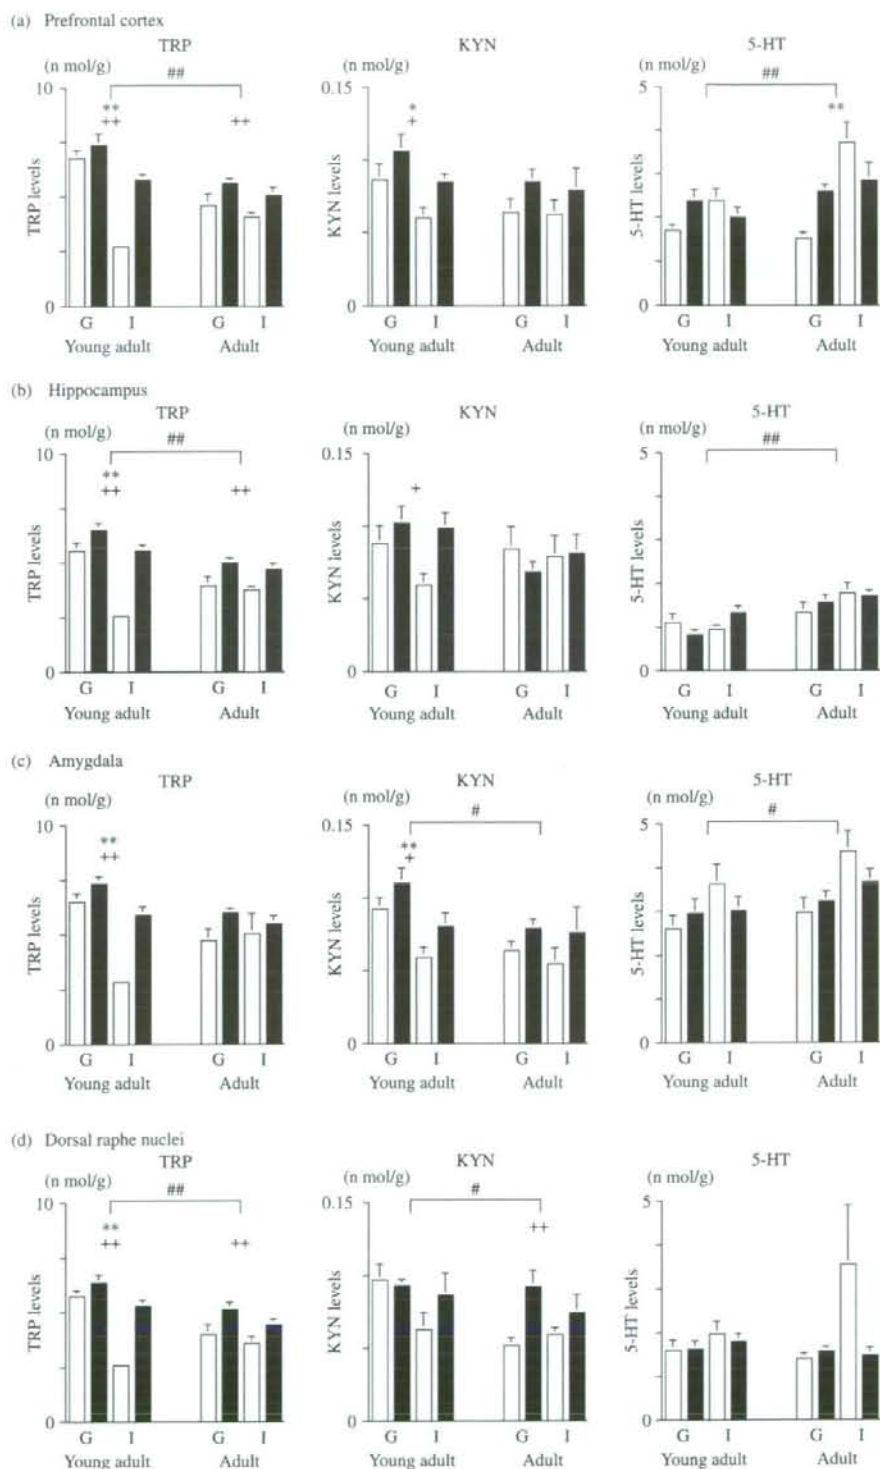 (a) Prefrontal cortex
TRP KYN 5-HT
(n mol/g) (n mol/g) (n mol/g)
## ##
10 0.15 5
** * **
++ ++ +
TRP levels KYN levels 5-HT levels
0 0 0
G I G I G I G I G I G I
Young adult Adult Young adult Adult Young adult Adult
(b) Hippocampus
TRP KYN 5-HT
(n mol/g) (n mol/g) (n mol/g)
## ##
10 0.15 5
**
++ ++ +
TRP levels KYN levels 5-HT levels
0 0 0
G I G I G I G I G I G I
Young adult Adult Young adult Adult Young adult Adult
(c) Amygdala
TRP KYN 5-HT
(n mol/g) (n mol/g) (n mol/g)
# #
10 0.15 5
** **
++ +
TRP levels KYN levels 5-HT levels
0 0 0
G I G I G I G I G I G I
Young adult Adult Young adult Adult Young adult Adult
(d) Dorsal raphe nuclei
TRP KYN 5-HT
(n mol/g) (n mol/g) (n mol/g)
## #
10 0.15 5
**
++ ++ ++
TRP levels KYN levels 5-HT levels
0 0 0
G I G I G I G I G I G I
Young adult Adult Young adult Adult Young adult Adult